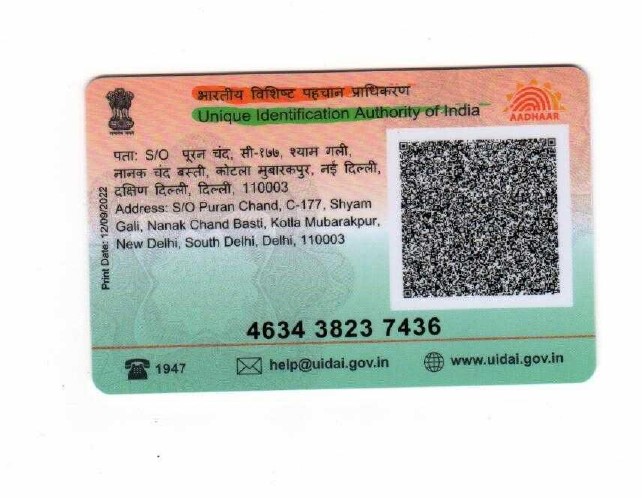 भारतीय विशिष्ट पहचान प्राधिकरण
Unique Identification Authority of India
AADHAAR
पता: S/O पूरन चंद, सी-१७७, श्याम गली,
नानक चंद बस्ती, कोटला मुबारकपुर, नई दिल्ली,
दक्षिण दिल्ली, दिल्ली, 110003
Address: S/O Puran Chand, C-177, Shyam
Gali, Nanak Chand Basti, Kotla Mubarakpur,
New Delhi, South Delhi, Delhi, 110003
Print Date: 12/09/2022
4634 3823 7436
1947
help@uidai.gov.in
www.uidai.gov.in